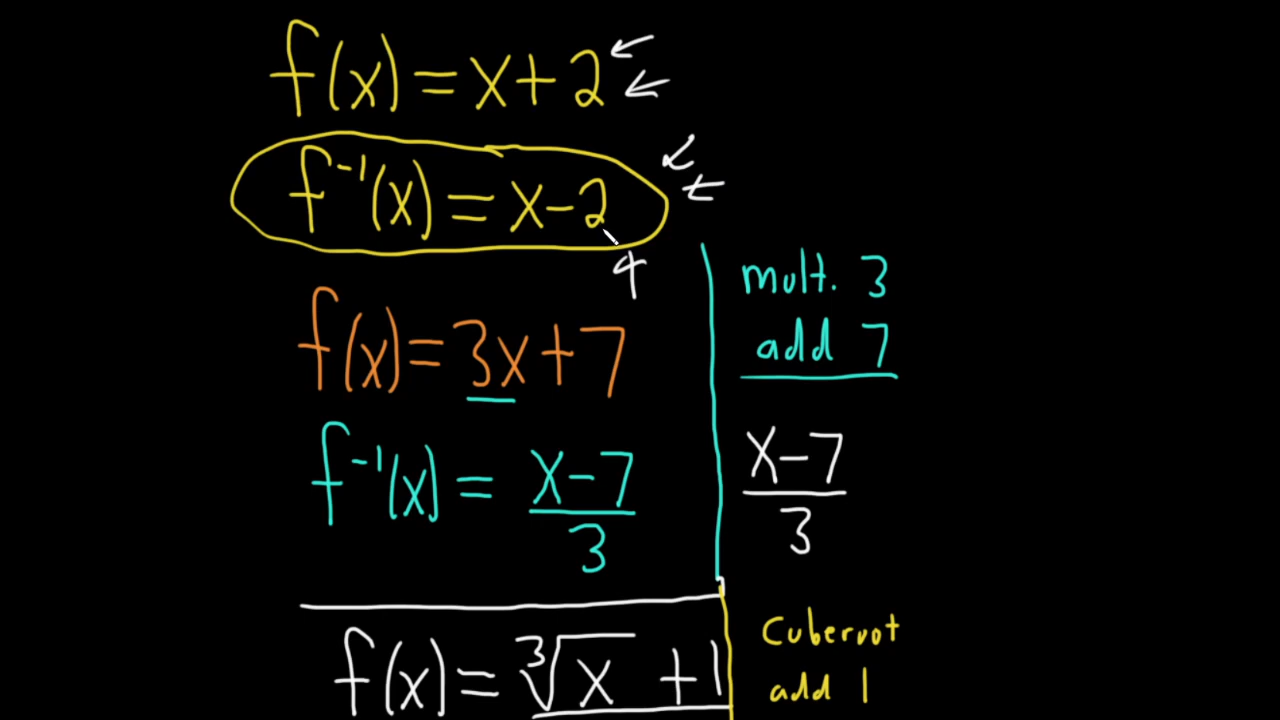 f(x) = x + 2
f⁻¹(x) = x - 2
4
f(x) = 3x + 7
f⁻¹(x) = (x - 7)/3
mult. 3
add 7
x - 7
3
f(x) = ∛x + 1
Cuberoot
add 1